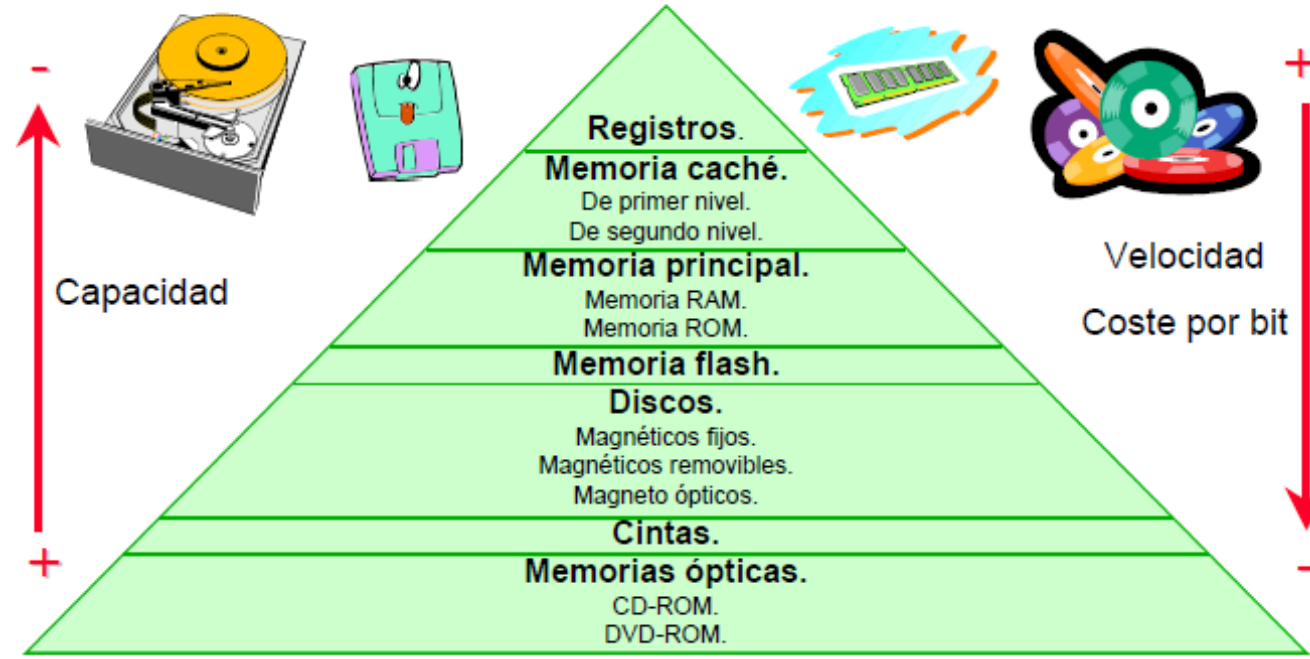 -
+
Registros.
Memoria caché.
De primer nivel.
De segundo nivel.
Memoria principal.
Memoria RAM.
Memoria ROM.
Memoria flash.
Discos.
Magnéticos fijos.
Magnéticos removibles.
Magneto ópticos.
Cintas.
Memorias ópticas.
CD-ROM.
DVD-ROM.
Capacidad
Velocidad
Coste por bit
+
-